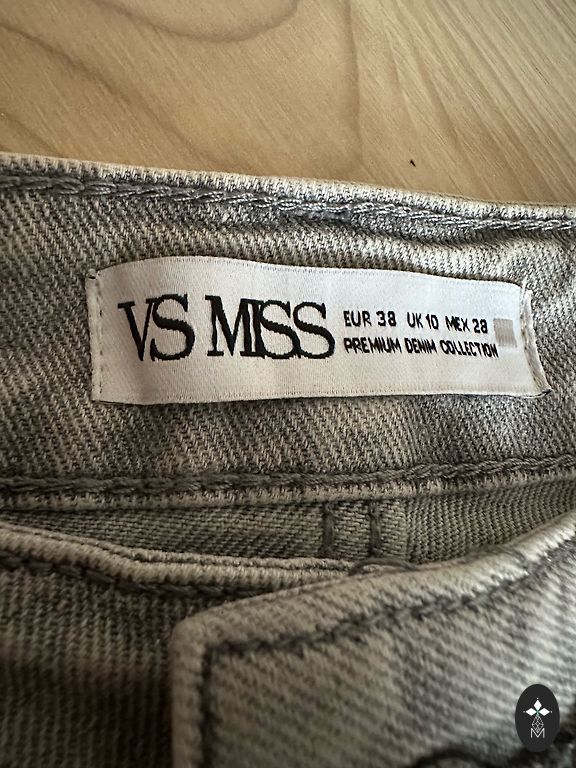 VS MISS
EUR 38 UK 10 MEX 28
PREMIUM DENIM COLLECTION
M